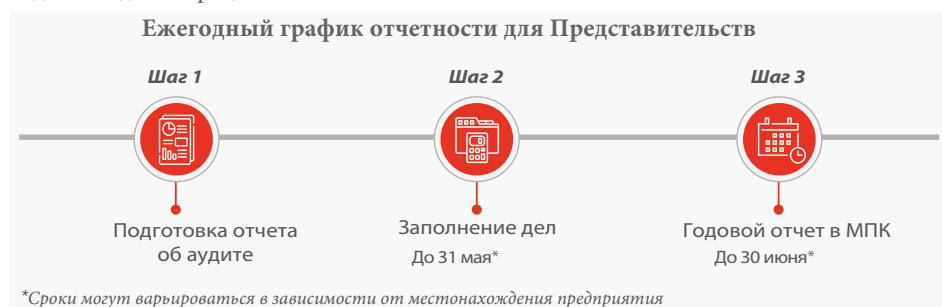 Ежегодный график отчетности для Представительств
Шаг 1
Шаг 2
Шаг 3
Подготовка отчета
об аудите
Заполнение дел
До 31 мая*
Годовой отчет в МПК
До 30 июня*
*Сроки могут варьироваться в зависимости от местонахождения предприятия